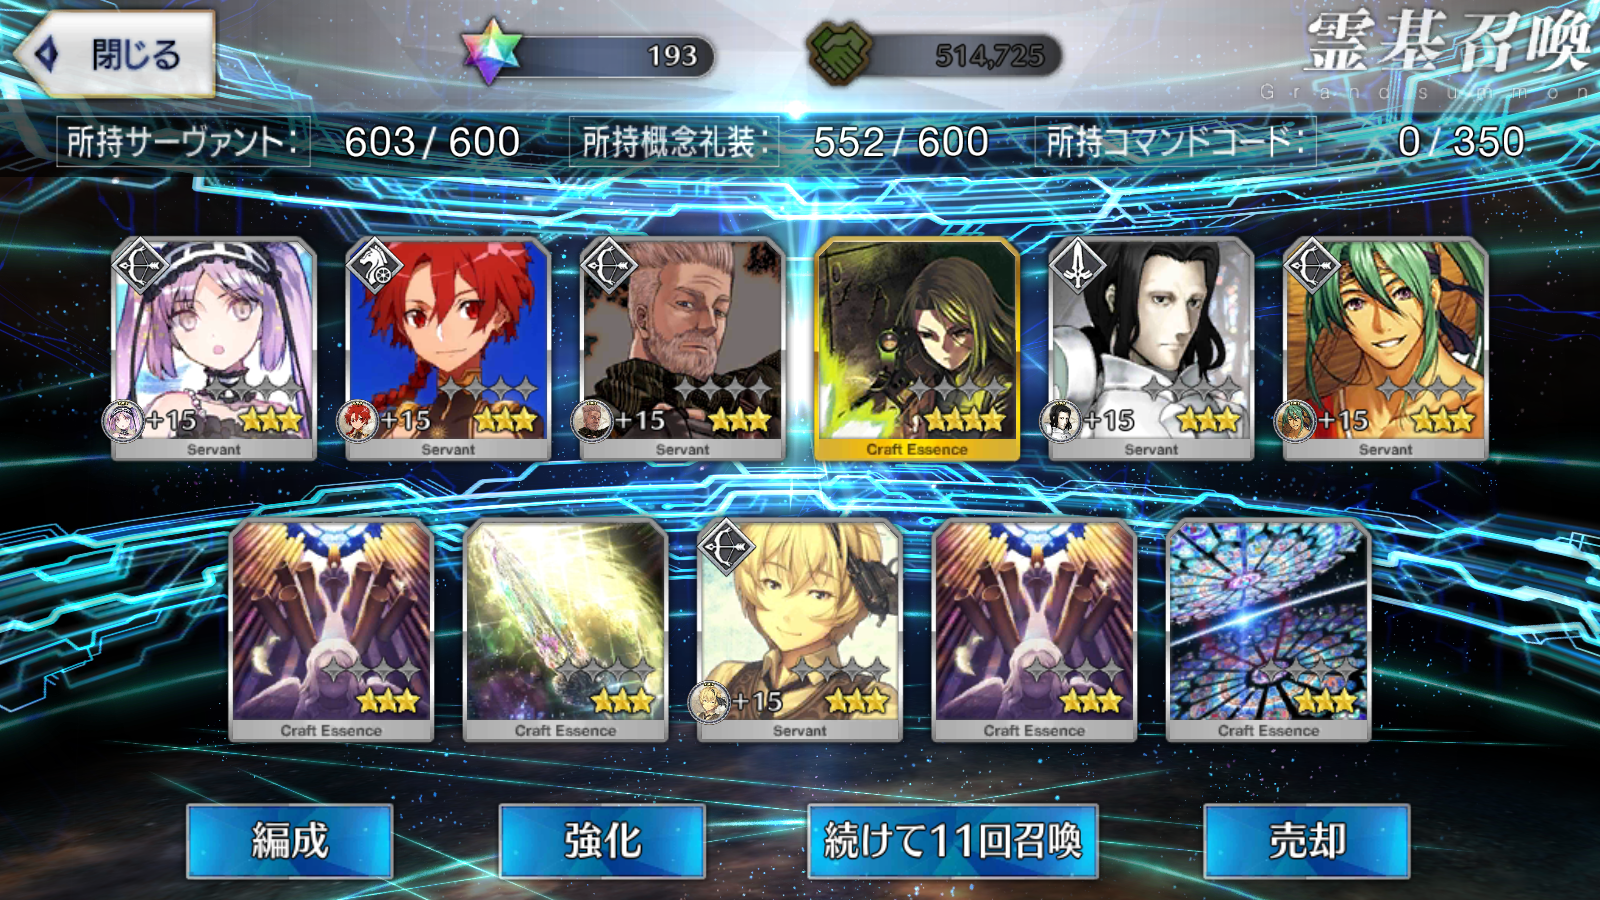 閉じる
193
514,725
霊基召喚
Grand summon
所持サーヴァント: 603 / 600
所持概念礼装: 552 / 600
所持コマンドコード: 0 / 350
+15
+15
+15
+15
+15
Servant
Servant
Servant
Craft Essence
Servant
Servant
+15
Craft Essence
Craft Essence
Servant
Craft Essence
Craft Essence
編成
強化
続けて11回召喚
売却